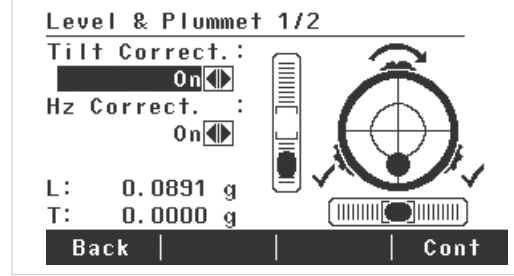 Level & Plummet 1/2
Tilt Correct.:
On
Hz Correct. :
On
L: 0.0891 g
T: 0.0000 g
Back | | | Cont